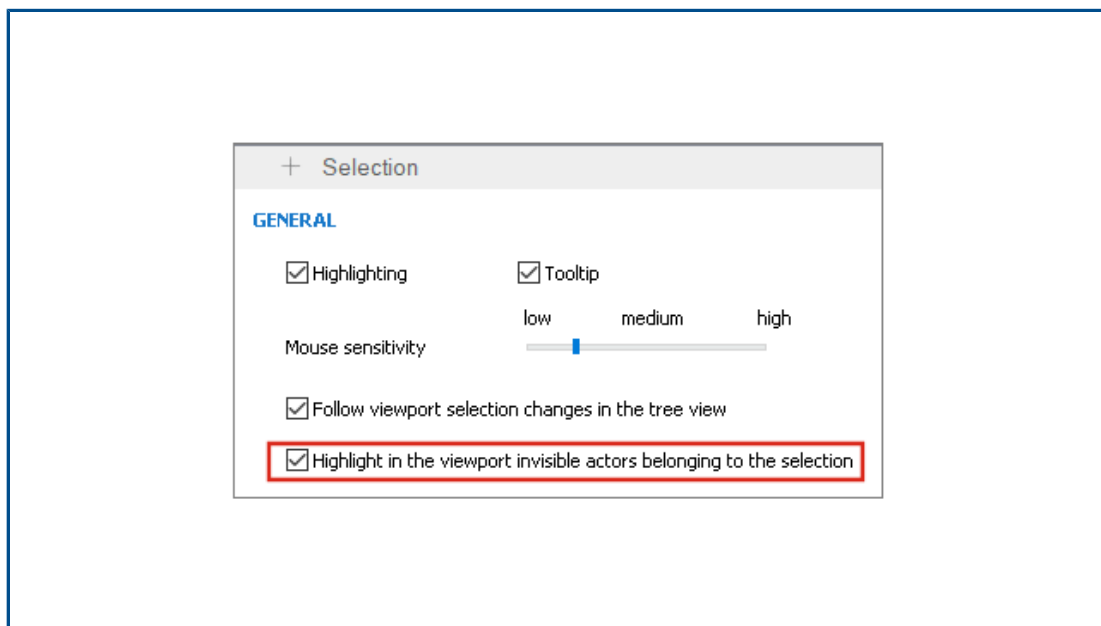 Selection
GENERAL
Highlighting Tooltip
low medium high
Mouse sensitivity
Follow viewport selection changes in the tree view
Highlight in the viewport invisible actors belonging to the selection